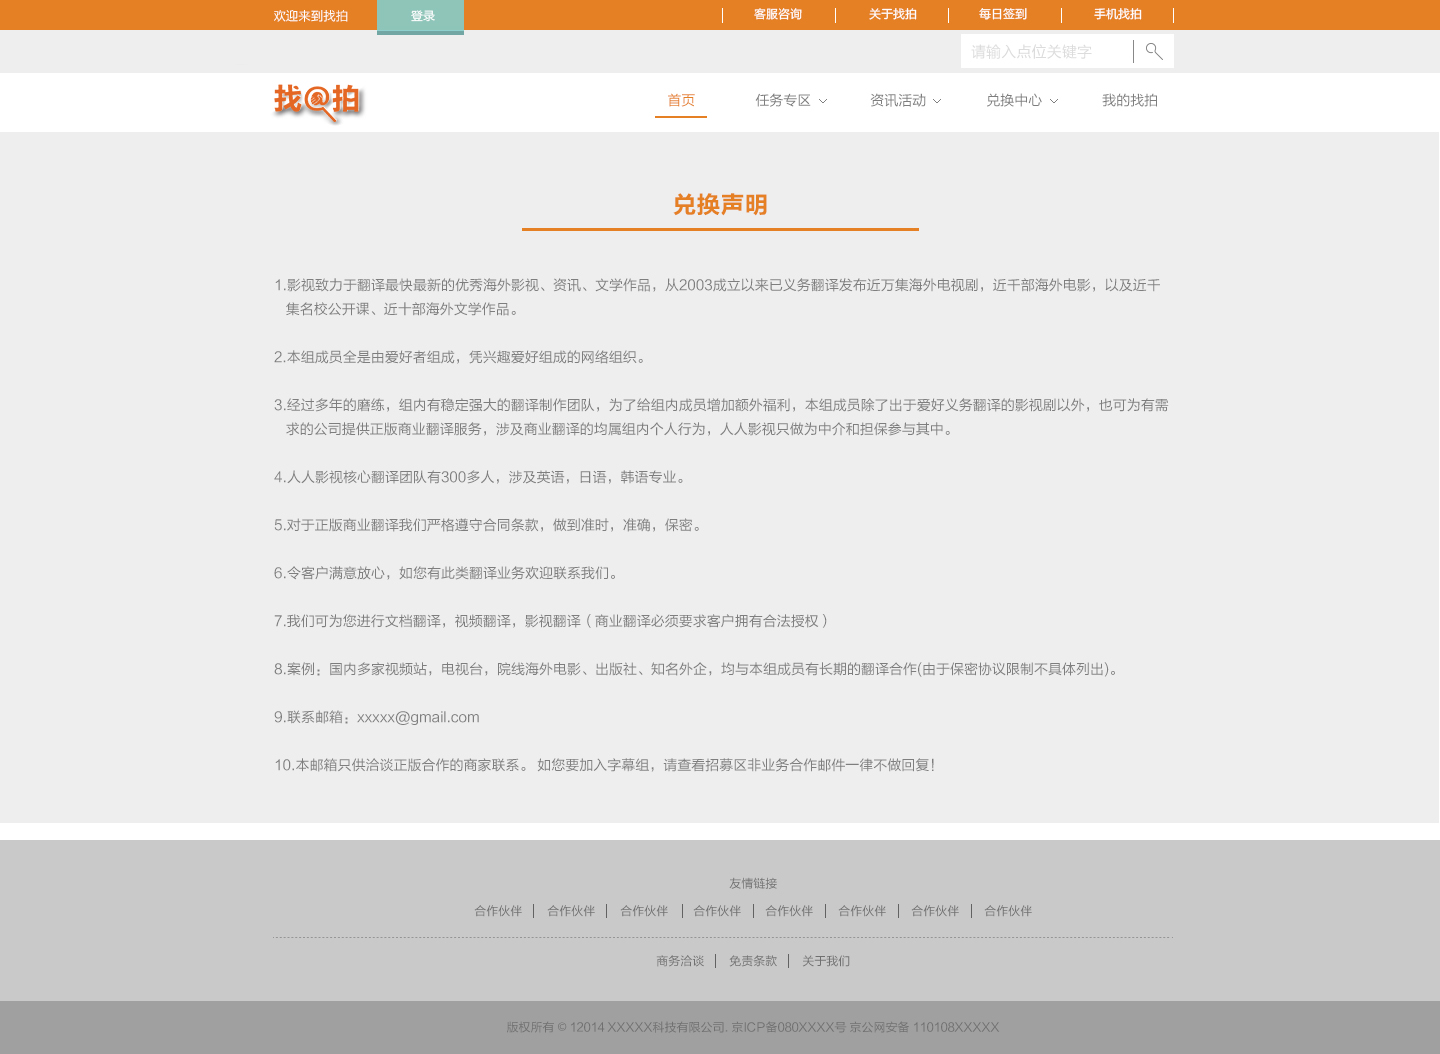 欢迎来到找拍
登录
客服咨询
关于找拍
每日签到
手机找拍
请输入点位关键字
找@拍
首页
任务专区
资讯活动
兑换中心
我的找拍
兑换声明
1.影视致力于翻译最快最新的优秀海外影视、资讯、文学作品，从2003成立以来已义务翻译发布近万集海外电视剧，近千部海外电影，以及近千
集名校公开课、近十部海外文学作品。
2.本组成员全是由爱好者组成，凭兴趣爱好组成的网络组织。
3.经过多年的磨练，组内有稳定强大的翻译制作团队，为了给组内成员增加额外福利，本组成员除了出于爱好义务翻译的影视剧以外，也可为有需
求的公司提供正版商业翻译服务，涉及商业翻译的均属组内个人行为，人人影视只做为中介和担保参与其中。
4.人人影视核心翻译团队有300多人，涉及英语，日语，韩语专业。
5.对于正版商业翻译我们严格遵守合同条款，做到准时，准确，保密。
6.令客户满意放心，如您有此类翻译业务欢迎联系我们。
7.我们可为您进行文档翻译，视频翻译，影视翻译（商业翻译必须要求客户拥有合法授权）
8.案例：国内多家视频站，电视台，院线海外电影、出版社、知名外企，均与本组成员有长期的翻译合作(由于保密协议限制不具体列出)。
9.联系邮箱：xxxxx@gmail.com
10.本邮箱只供洽谈正版合作的商家联系。 如您要加入字幕组，请查看招募区非业务合作邮件一律不做回复！
友情链接
合作伙伴 合作伙伴 合作伙伴 合作伙伴 合作伙伴 合作伙伴 合作伙伴 合作伙伴
商务洽谈 免责条款 关于我们
版权所有 © 12014 XXXXX科技有限公司. 京ICP备080XXXX号 京公网安备 110108XXXXX